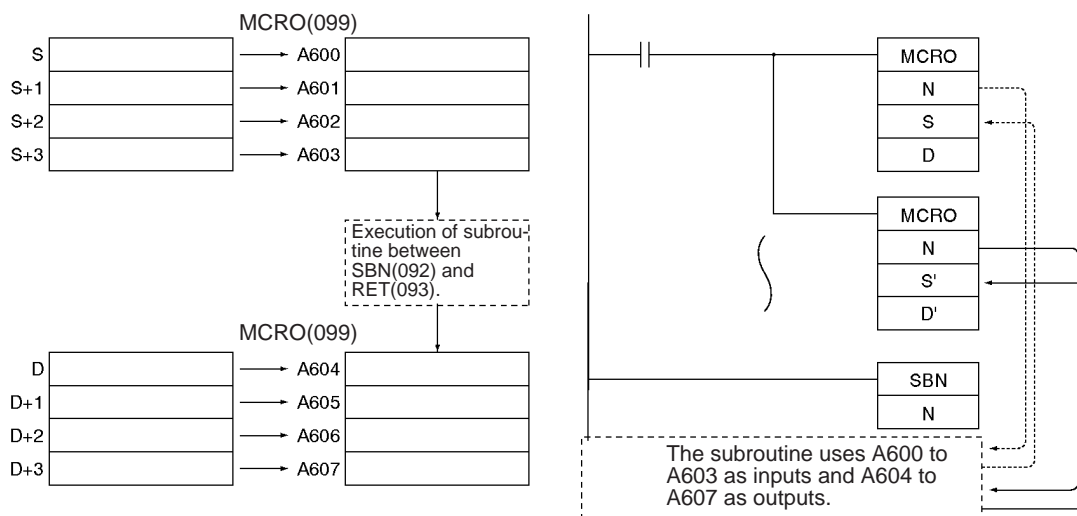 MCRO(099)
S A600
S+1 A601
S+2 A602
S+3 A603
Execution of subrou-
tine between
SBN(092) and
RET(093).
MCRO(099)
D A604
D+1 A605
D+2 A606
D+3 A607
MCRO
N
S
D
MCRO
N
S'
D'
SBN
N
The subroutine uses A600 to
A603 as inputs and A604 to
A607 as outputs.